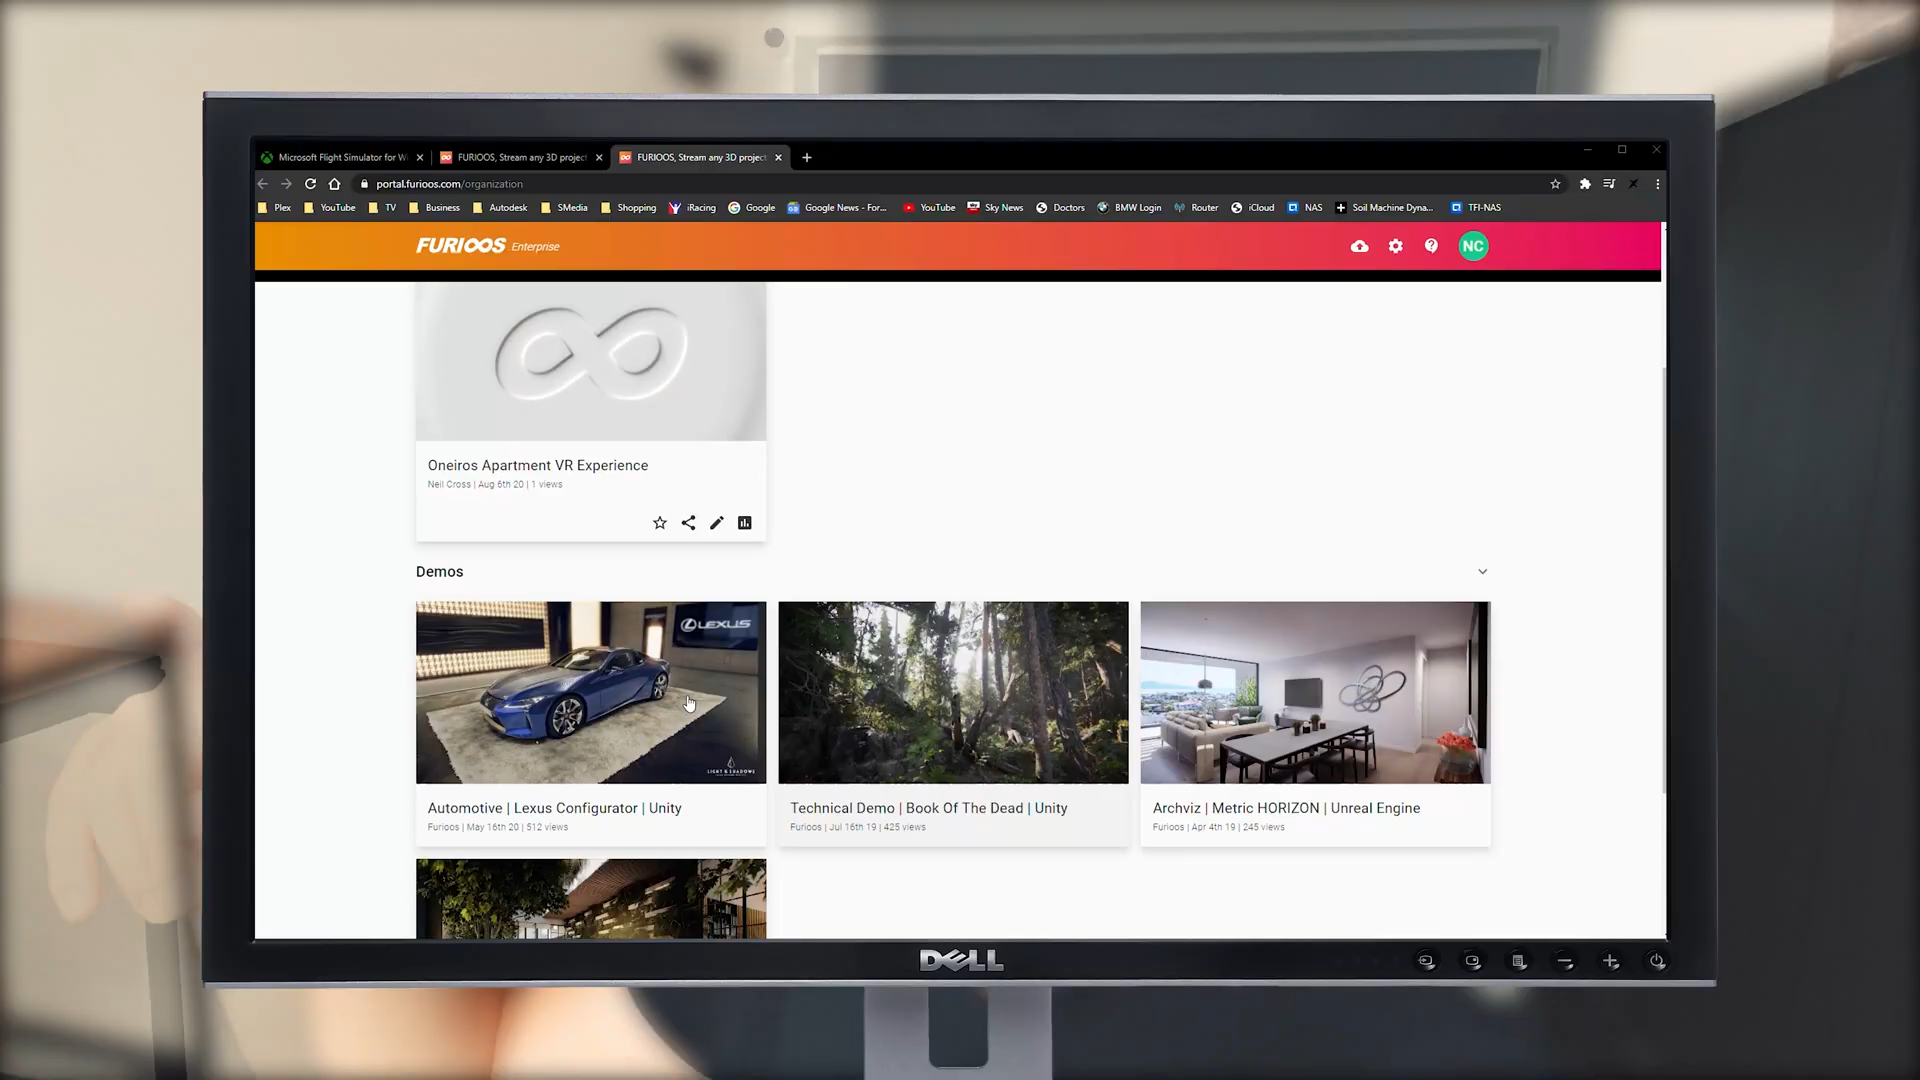 Microsoft Flight Simulator for Wi
FURIOOS, Stream any 3D project
FURIOOS, Stream any 3D project
portal.furioos.com/organization
Plex YouTube TV Business Autodesk SMedia Shopping iRacing Google Google News - For... YouTube Sky News Doctors BMW Login Router iCloud NAS Soil Machine Dyna... TFI-NAS
FURIOOS Enterprise
NC
Oneiros Apartment VR Experience
Neil Cross | Aug 6th 20 | 1 views
Demos
LEXUS
LIGHT & SHADOWS
Automotive | Lexus Configurator | Unity
Furioos | May 16th 20 | 512 views
Technical Demo | Book Of The Dead | Unity
Furioos | Jul 16th 19 | 425 views
Archviz | Metric HORIZON | Unreal Engine
Furioos | Apr 4th 19 | 245 views
DELL